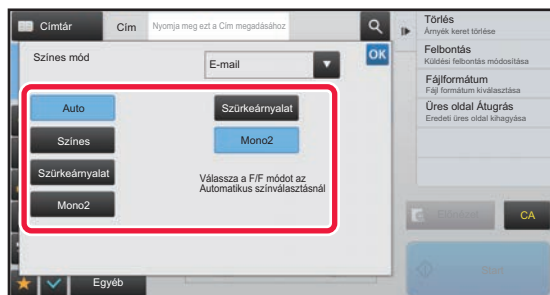 Címtár
Cím
Nyomja meg ezt a Cím megadásához
Színes mód
E-mail
OK
Auto
Színes
Szürkeárnyalat
Mono2
Szürkeárnyalat
Mono2
Válassza a F/F módot az
Automatikus színválasztásnál
Egyéb
Törlés
Árnyék keret törlése
Felbontás
Küldési felbontás módosítása
Fájlformátum
Fájl formátum kiválasztása
Üres oldal Átugrás
Eredeti üres oldal kihagyása
CA
Start